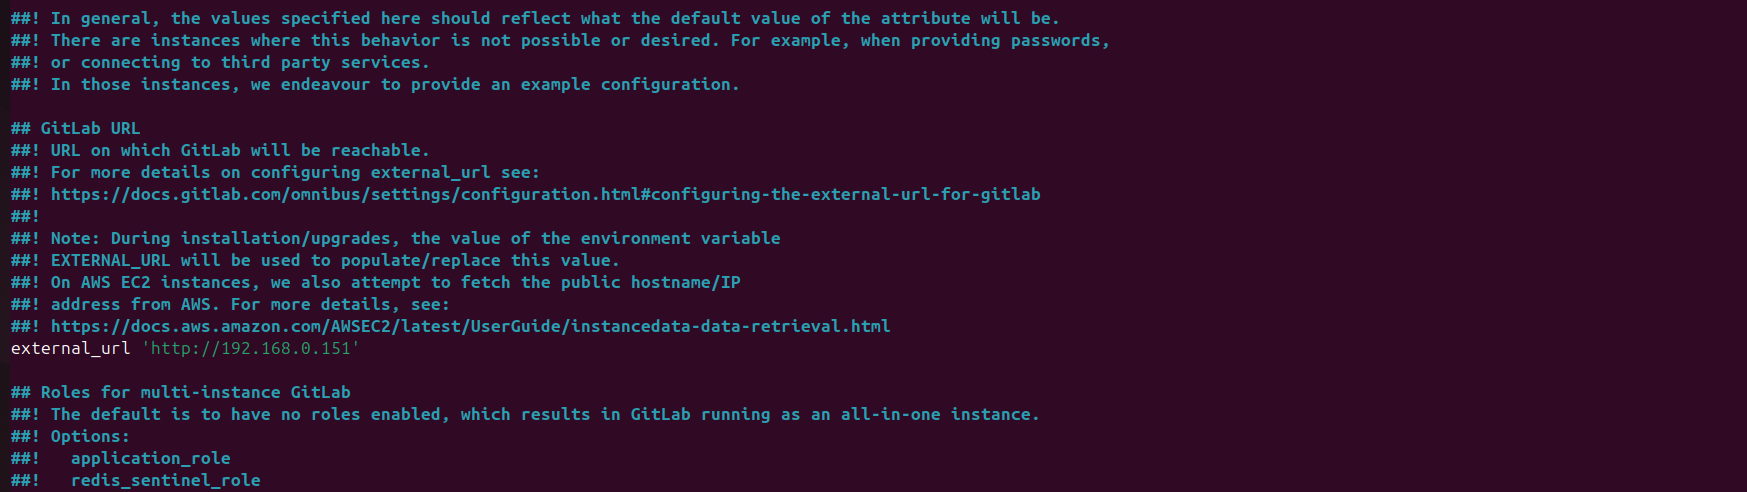 ##! In general, the values specified here should reflect what the default value of the attribute will be.
##! There are instances where this behavior is not possible or desired. For example, when providing passwords,
##! or connecting to third party services.
##! In those instances, we endeavour to provide an example configuration.
## GitLab URL
##! URL on which GitLab will be reachable.
##! For more details on configuring external_url see:
##! https://docs.gitlab.com/omnibus/settings/configuration.html#configuring-the-external-url-for-gitlab
##!
##! Note: During installation/upgrades, the value of the environment variable
##! EXTERNAL_URL will be used to populate/replace this value.
##! On AWS EC2 instances, we also attempt to fetch the public hostname/IP
##! address from AWS. For more details, see:
##! https://docs.aws.amazon.com/AWSEC2/latest/UserGuide/instancedata-data-retrieval.html
external_url 'http://192.168.0.151'
## Roles for multi-instance GitLab
##! The default is to have no roles enabled, which results in GitLab running as an all-in-one instance.
##! Options:
##!   application_role
##!   redis_sentinel_role